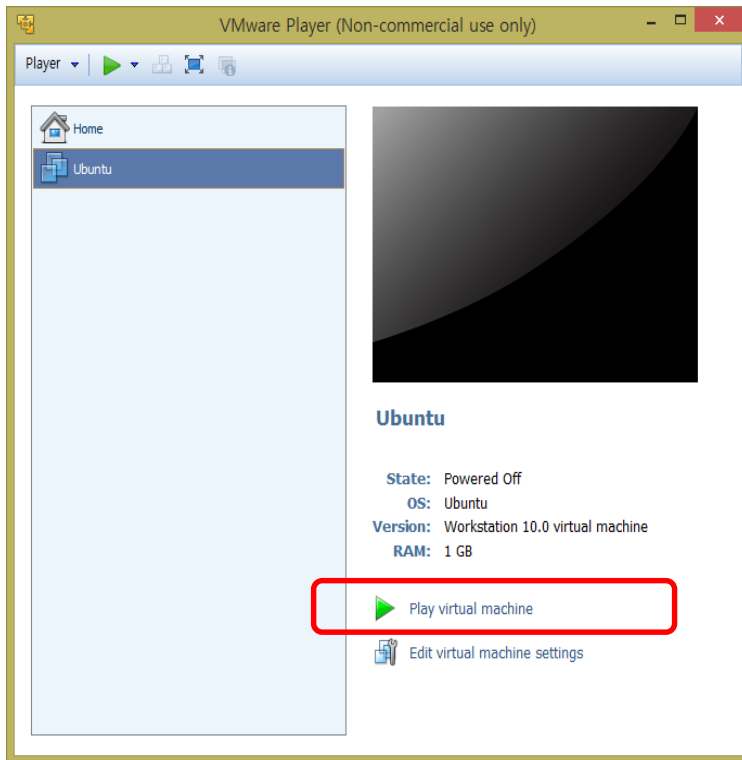 VMware Player (Non-commercial use only)
Player
Home
Ubuntu
Ubuntu
State: Powered Off
OS: Ubuntu
Version: Workstation 10.0 virtual machine
RAM: 1 GB
Play virtual machine
Edit virtual machine settings